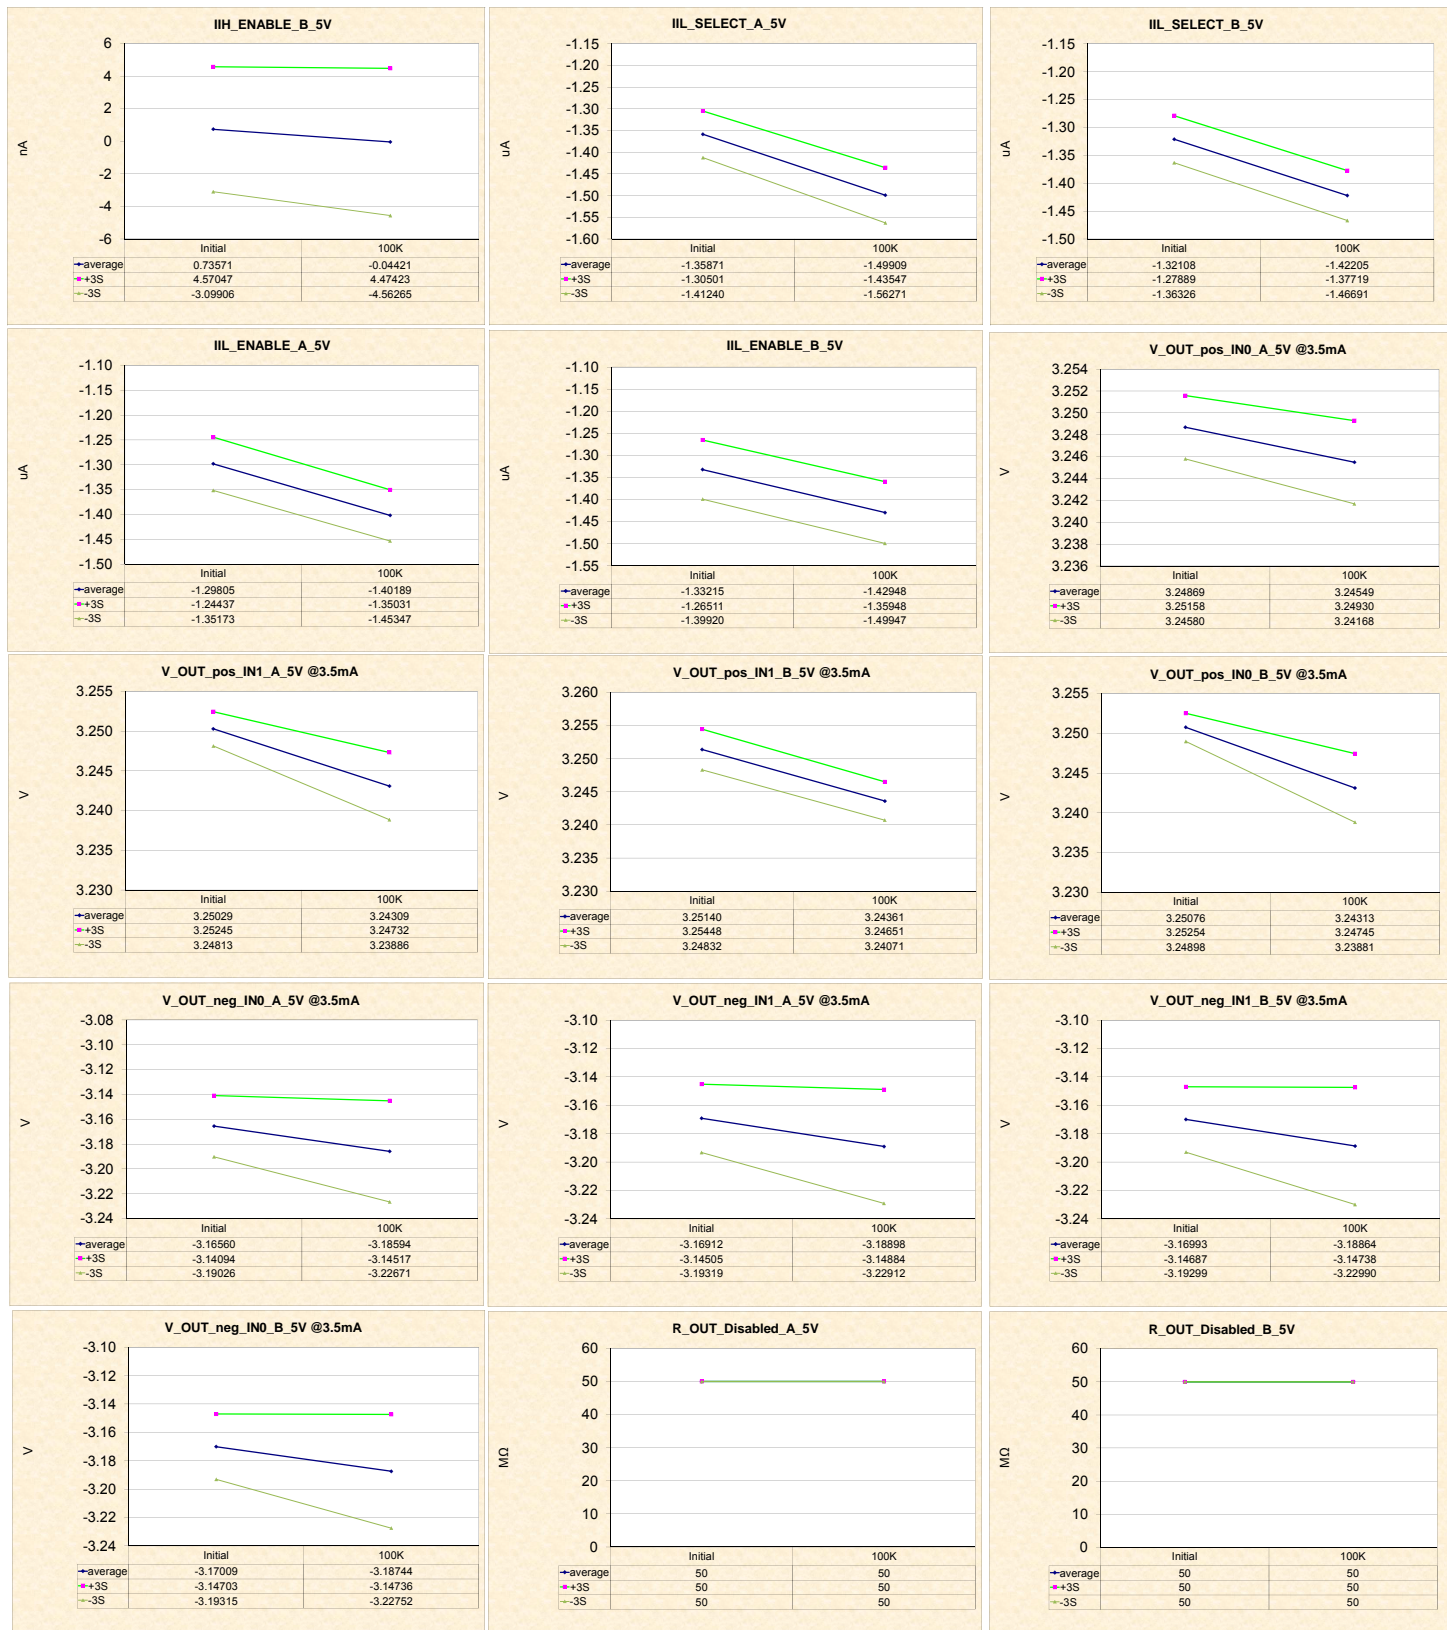 IIH_ENABLE_B_5V
6
4
2
0
-2
-4
-6
nA
Initial 100K
average 0.73571 -0.04421
+3S 4.57047 4.47423
-3S -3.09906 -4.56265
IIL_SELECT_A_5V
-1.15
-1.20
-1.25
-1.30
-1.35
-1.40
-1.45
-1.50
-1.55
-1.60
uA
Initial 100K
average -1.35871 -1.49909
+3S -1.30501 -1.43547
-3S -1.41240 -1.56271
IIL_SELECT_B_5V
-1.15
-1.20
-1.25
-1.30
-1.35
-1.40
-1.45
-1.50
uA
Initial 100K
average -1.32108 -1.42205
+3S -1.27889 -1.37719
-3S -1.36326 -1.46691
IIL_ENABLE_A_5V
-1.10
-1.15
-1.20
-1.25
-1.30
-1.35
-1.40
-1.45
-1.50
uA
Initial 100K
average -1.29805 -1.40189
+3S -1.24437 -1.35031
-3S -1.35173 -1.45347
IIL_ENABLE_B_5V
-1.10
-1.15
-1.20
-1.25
-1.30
-1.35
-1.40
-1.45
-1.50
-1.55
uA
Initial 100K
average -1.33215 -1.42948
+3S -1.26511 -1.35948
-3S -1.39920 -1.49947
V_OUT_pos_IN0_A_5V @3.5mA
3.254
3.252
3.250
3.248
3.246
3.244
3.242
3.240
3.238
3.236
V
Initial 100K
average 3.24869 3.24549
+3S 3.25158 3.24930
-3S 3.24580 3.24168
V_OUT_pos_IN1_A_5V @3.5mA
3.255
3.250
3.245
3.240
3.235
3.230
V
Initial 100K
average 3.25029 3.24309
+3S 3.25245 3.24732
-3S 3.24813 3.23886
V_OUT_pos_IN1_B_5V @3.5mA
3.260
3.255
3.250
3.245
3.240
3.235
3.230
V
Initial 100K
average 3.25140 3.24361
+3S 3.25448 3.24651
-3S 3.24832 3.24071
V_OUT_pos_IN0_B_5V @3.5mA
3.255
3.250
3.245
3.240
3.235
3.230
V
Initial 100K
average 3.25076 3.24313
+3S 3.25254 3.24745
-3S 3.24898 3.23881
V_OUT_neg_IN0_A_5V @3.5mA
-3.08
-3.10
-3.12
-3.14
-3.16
-3.18
-3.20
-3.22
-3.24
V
Initial 100K
average -3.16560 -3.18594
+3S -3.14094 -3.14517
-3S -3.19026 -3.22671
V_OUT_neg_IN1_A_5V @3.5mA
-3.10
-3.12
-3.14
-3.16
-3.18
-3.20
-3.22
-3.24
V
Initial 100K
average -3.16912 -3.18898
+3S -3.14505 -3.14884
-3S -3.19319 -3.22912
V_OUT_neg_IN1_B_5V @3.5mA
-3.10
-3.12
-3.14
-3.16
-3.18
-3.20
-3.22
-3.24
V
Initial 100K
average -3.16993 -3.18864
+3S -3.14687 -3.14738
-3S -3.19299 -3.22990
V_OUT_neg_IN0_B_5V @3.5mA
-3.10
-3.12
-3.14
-3.16
-3.18
-3.20
-3.22
-3.24
V
Initial 100K
average -3.17009 -3.18744
+3S -3.14703 -3.14736
-3S -3.19315 -3.22752
R_OUT_Disabled_A_5V
60
50
40
30
20
10
0
MΩ
Initial 100K
average 50 50
+3S 50 50
-3S 50 50
R_OUT_Disabled_B_5V
60
50
40
30
20
10
0
MΩ
Initial 100K
average 50 50
+3S 50 50
-3S 50 50